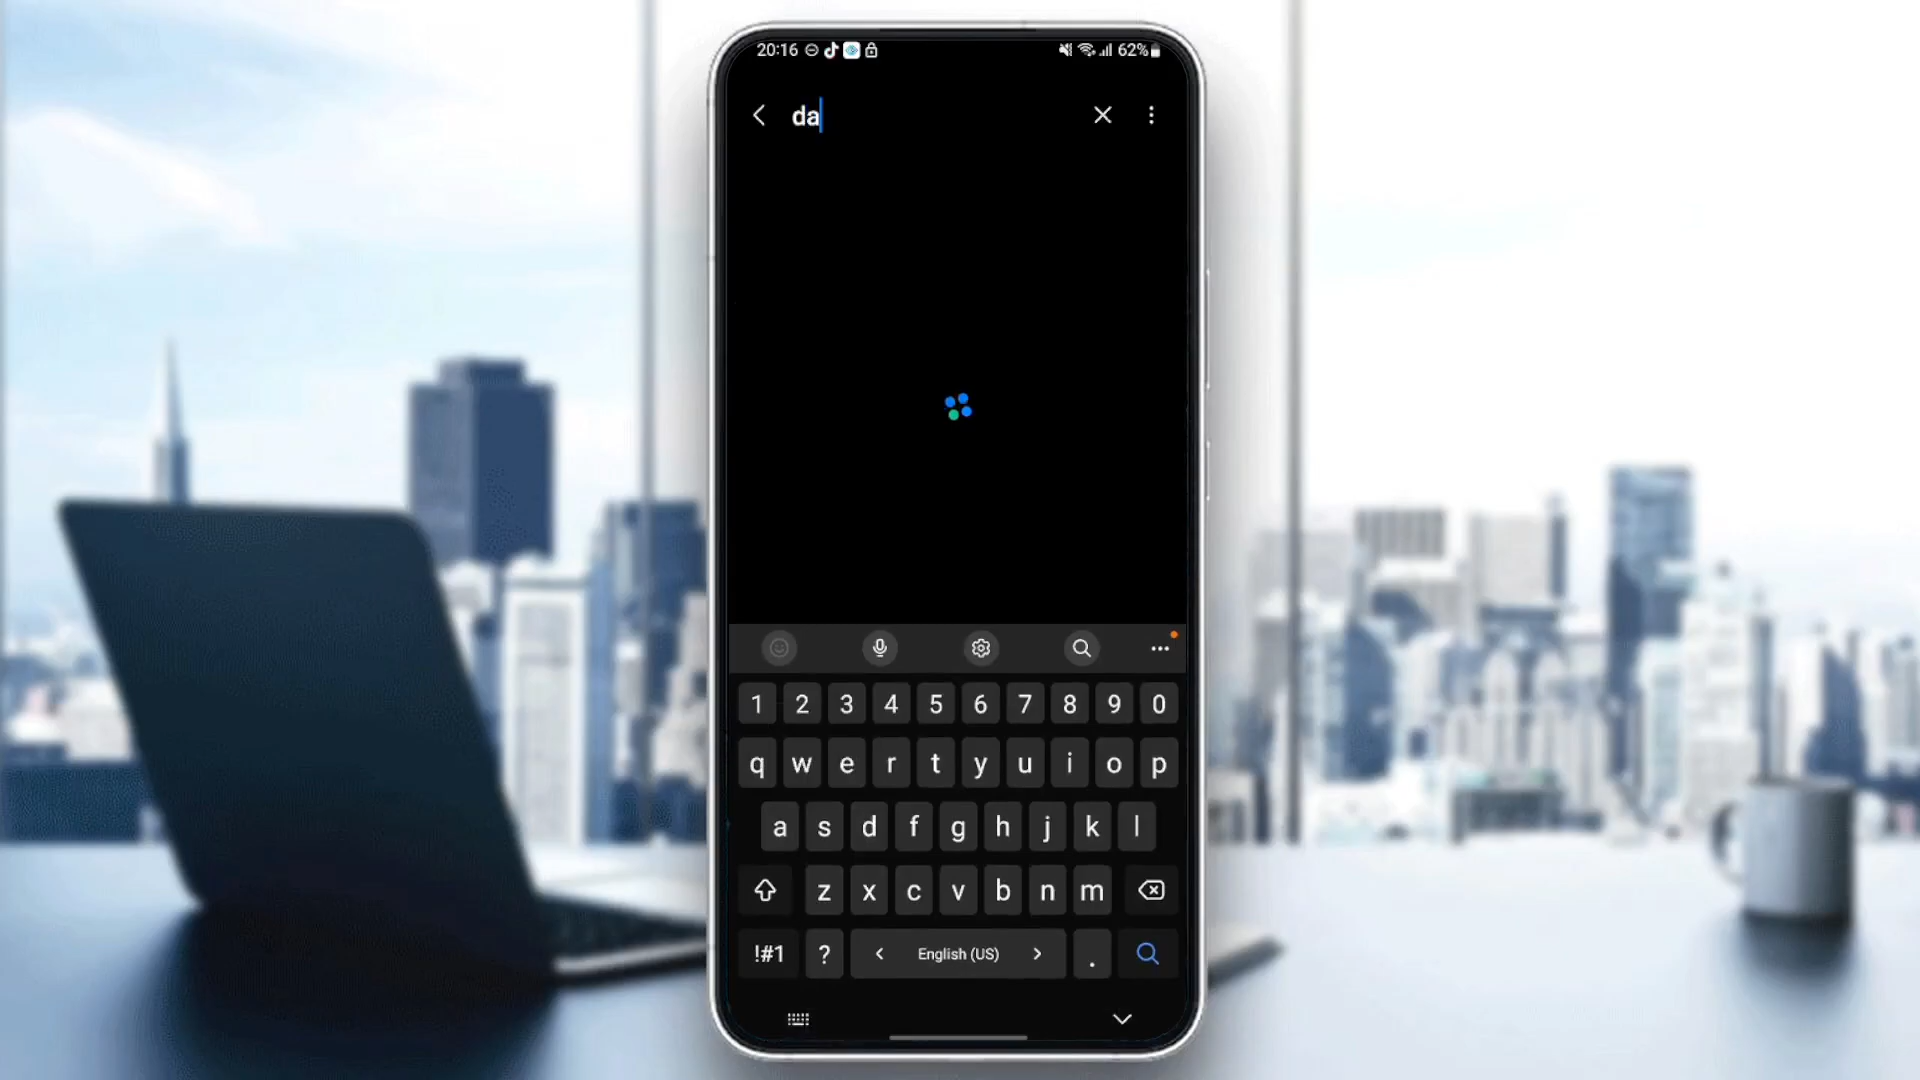 20:16 62%
da
1 2 3 4 5 6 7 8 9 0
q w e r t y u i o p
a s d f g h j k l
z x c v b n m
!#1 ? < English (US) > .